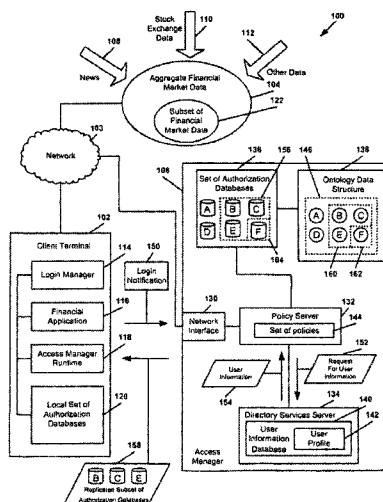 100
Stock
Exchange
Data
110
108
112
News
Other Data
Aggregate Financial
Market Data
104
122
Subset of
Financial
Market Data
103
Network
106
136
156
146
138
Set of Authorization
Databases
Ontology Data
Structure
A
B
C
D
E
F
A
B
C
D
E
F
164
160
162
102
Client Terminal
114
150
Login Manager
Login
Notification
116
Financial
Application
118
Access Manager
Runtime
120
Local Set of
Authorization
Databases
130
Network
Interface
132
Policy Server
144
Set of policies
152
User
Information
Request
For User
Information
154
134
140
Directory Services Server
142
User
Information
Database
User
Profile
Access
Manager
158
B
C
E
Replicated Subset of
Authorization Databases